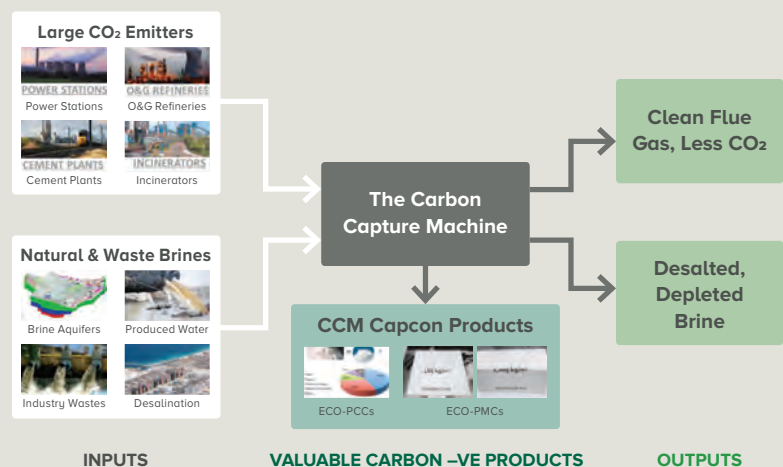 Large CO₂ Emitters
POWER STATIONS
O&G REFINERIES
Power Stations
O&G Refineries
CEMENT PLANTS
INCINERATORS
Cement Plants
Incinerators
Natural & Waste Brines
Brine Aquifers
Produced Water
Industry Wastes
Desalination
The Carbon
Capture Machine
CCM Capcon Products
ECO-PCCs
ECO-PMCs
Clean Flue
Gas, Less CO₂
Desalted,
Depleted
Brine
INPUTS
VALUABLE CARBON –VE PRODUCTS
OUTPUTS